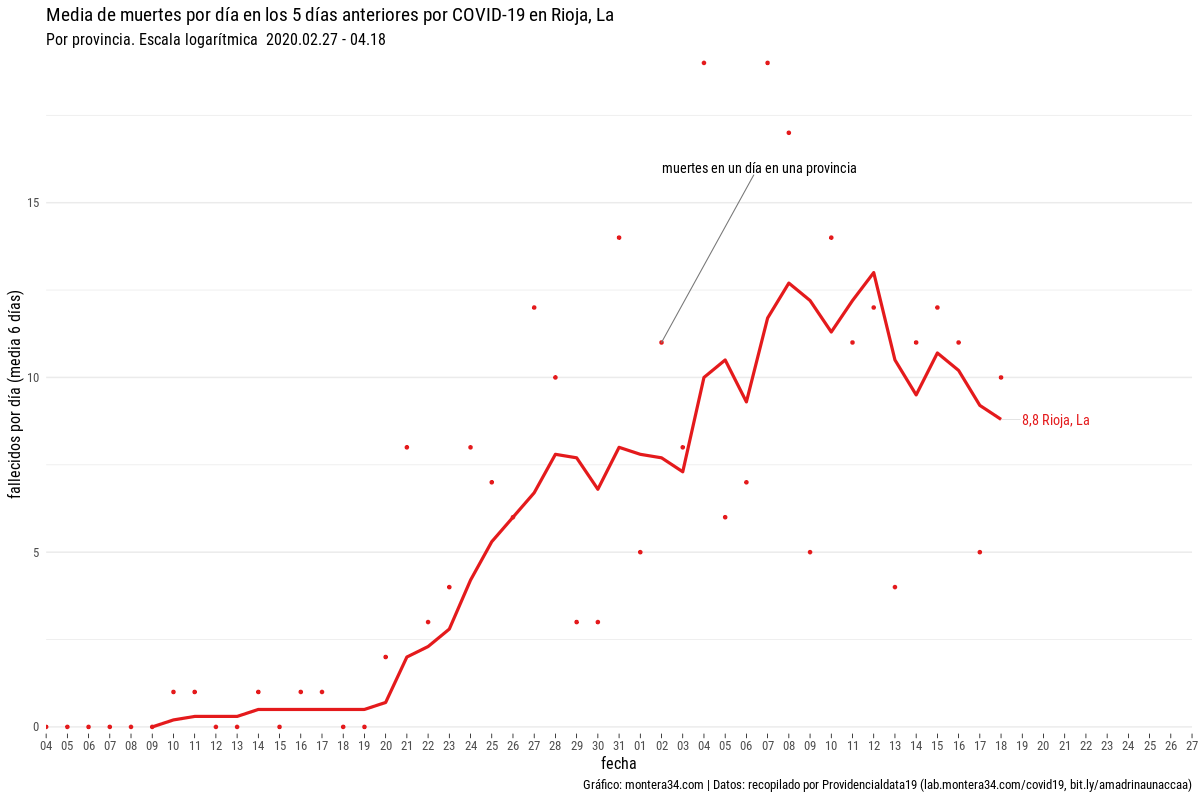 Media de muertes por día en los 5 días anteriores por COVID-19 en Rioja, La
Por provincia. Escala logarítmica  2020.02.27 - 04.18
muertes en un día en una provincia
fallecidos por día (media 6 días)
15
10
5
0
8,8 Rioja, La
04 05 06 07 08 09 10 11 12 13 14 15 16 17 18 19 20 21 22 23 24 25 26 27 28 29 30 31 01 02 03 04 05 06 07 08 09 10 11 12 13 14 15 16 17 18 19 20 21 22 23 24 25 26 27
fecha
Gráfico: montera34.com | Datos: recopilado por Providencialdata19 (lab.montera34.com/covid19, bit.ly/amadrinaunaccaa)